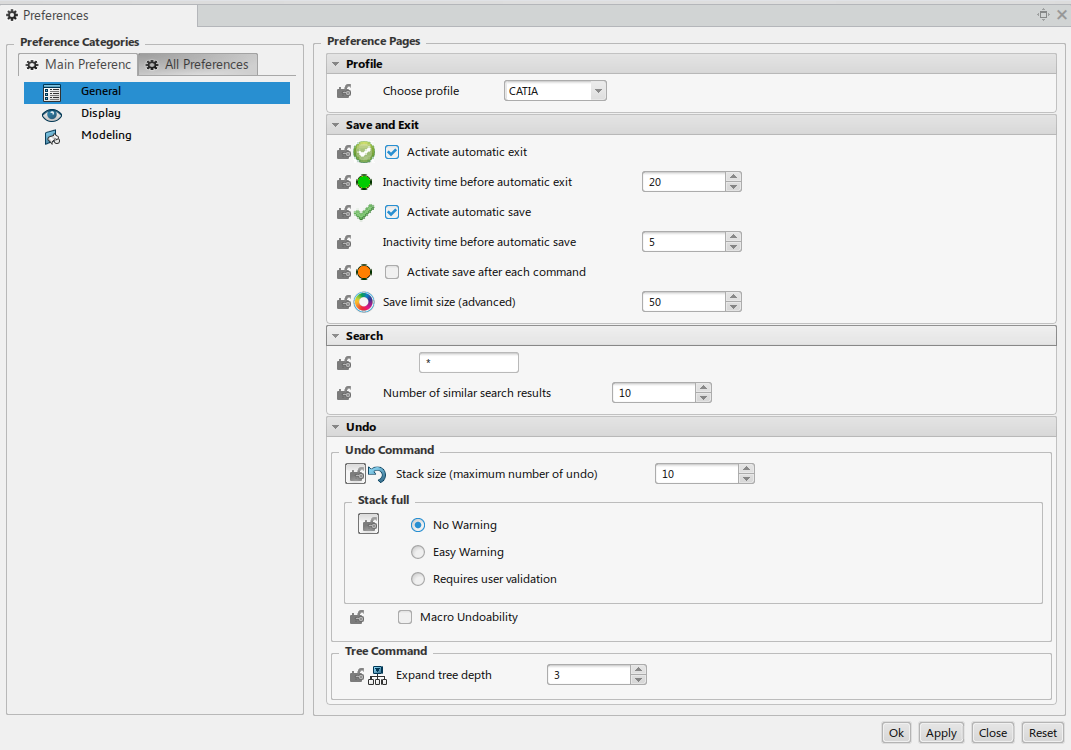 Preferences
Preference Categories
Main Preferenc
All Preferences
General
Display
Modeling
Preference Pages
Profile
Choose profile
CATIA
Save and Exit
Activate automatic exit
Inactivity time before automatic exit
20
Activate automatic save
Inactivity time before automatic save
5
Activate save after each command
Save limit size (advanced)
50
Search
*
Number of similar search results
10
Undo
Undo Command
Stack size (maximum number of undo)
10
Stack full
No Warning
Easy Warning
Requires user validation
Macro Undoability
Tree Command
Expand tree depth
3
Ok
Apply
Close
Reset